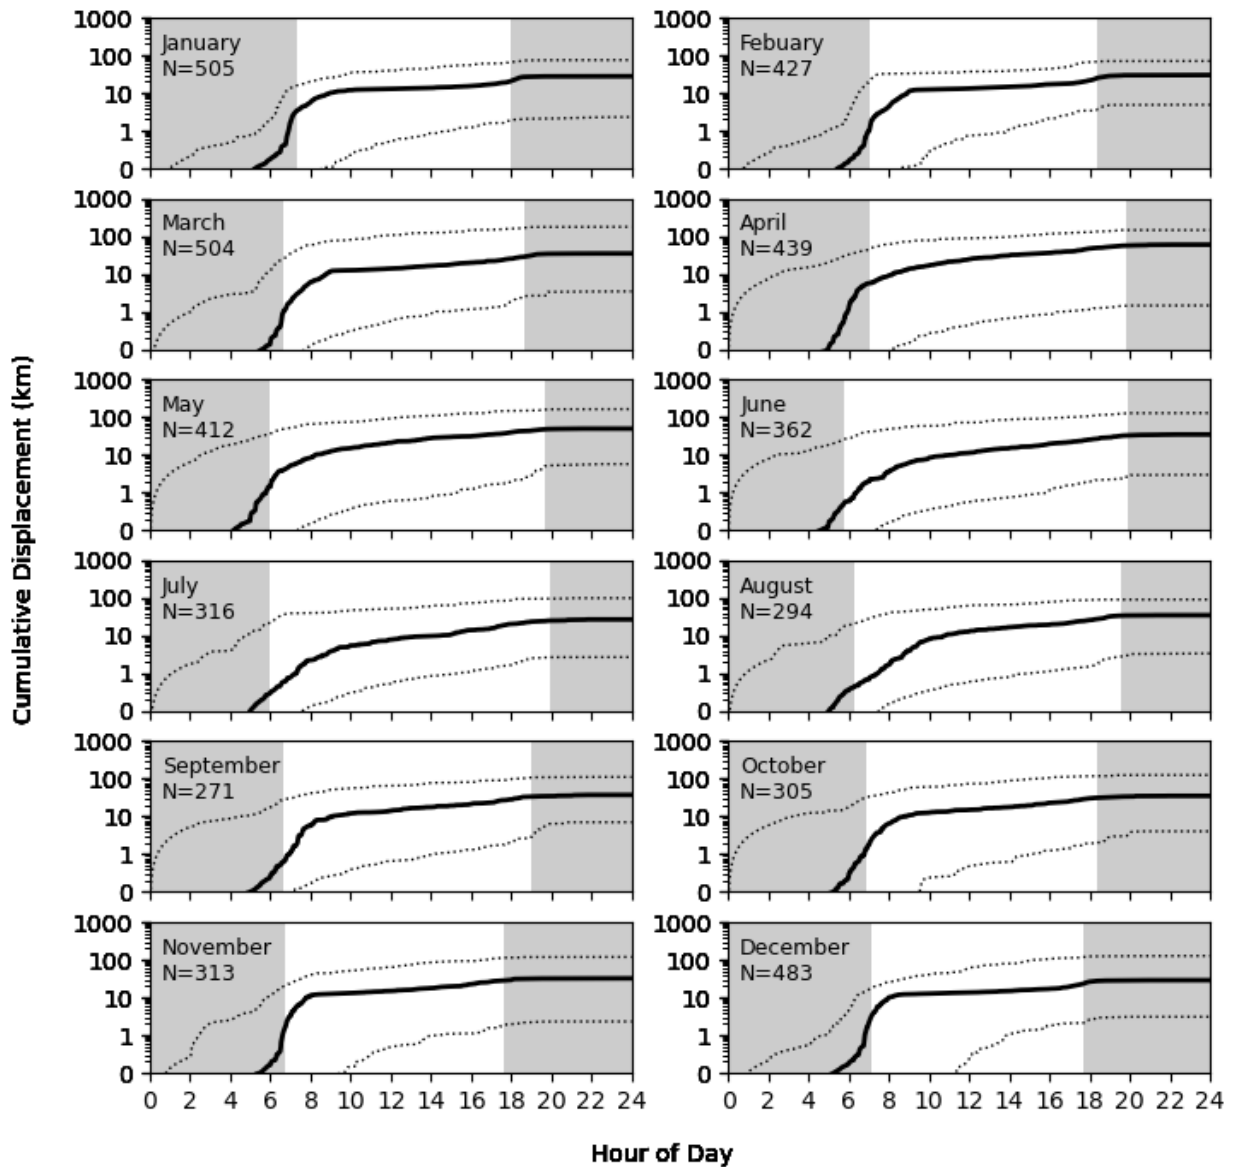 1000
100
10
1
0
January
N=505
1000
100
10
1
0
Febuary
N=427
1000
100
10
1
0
March
N=504
1000
100
10
1
0
April
N=439
1000
100
10
1
0
May
N=412
1000
100
10
1
0
June
N=362
1000
100
10
1
0
July
N=316
1000
100
10
1
0
August
N=294
1000
100
10
1
0
September
N=271
1000
100
10
1
0
October
N=305
1000
100
10
1
0
November
N=313
1000
100
10
1
0
December
N=483
0 2 4 6 8 10 12 14 16 18 20 22 24
0 2 4 6 8 10 12 14 16 18 20 22 24
Cumulative Displacement (km)
Hour of Day